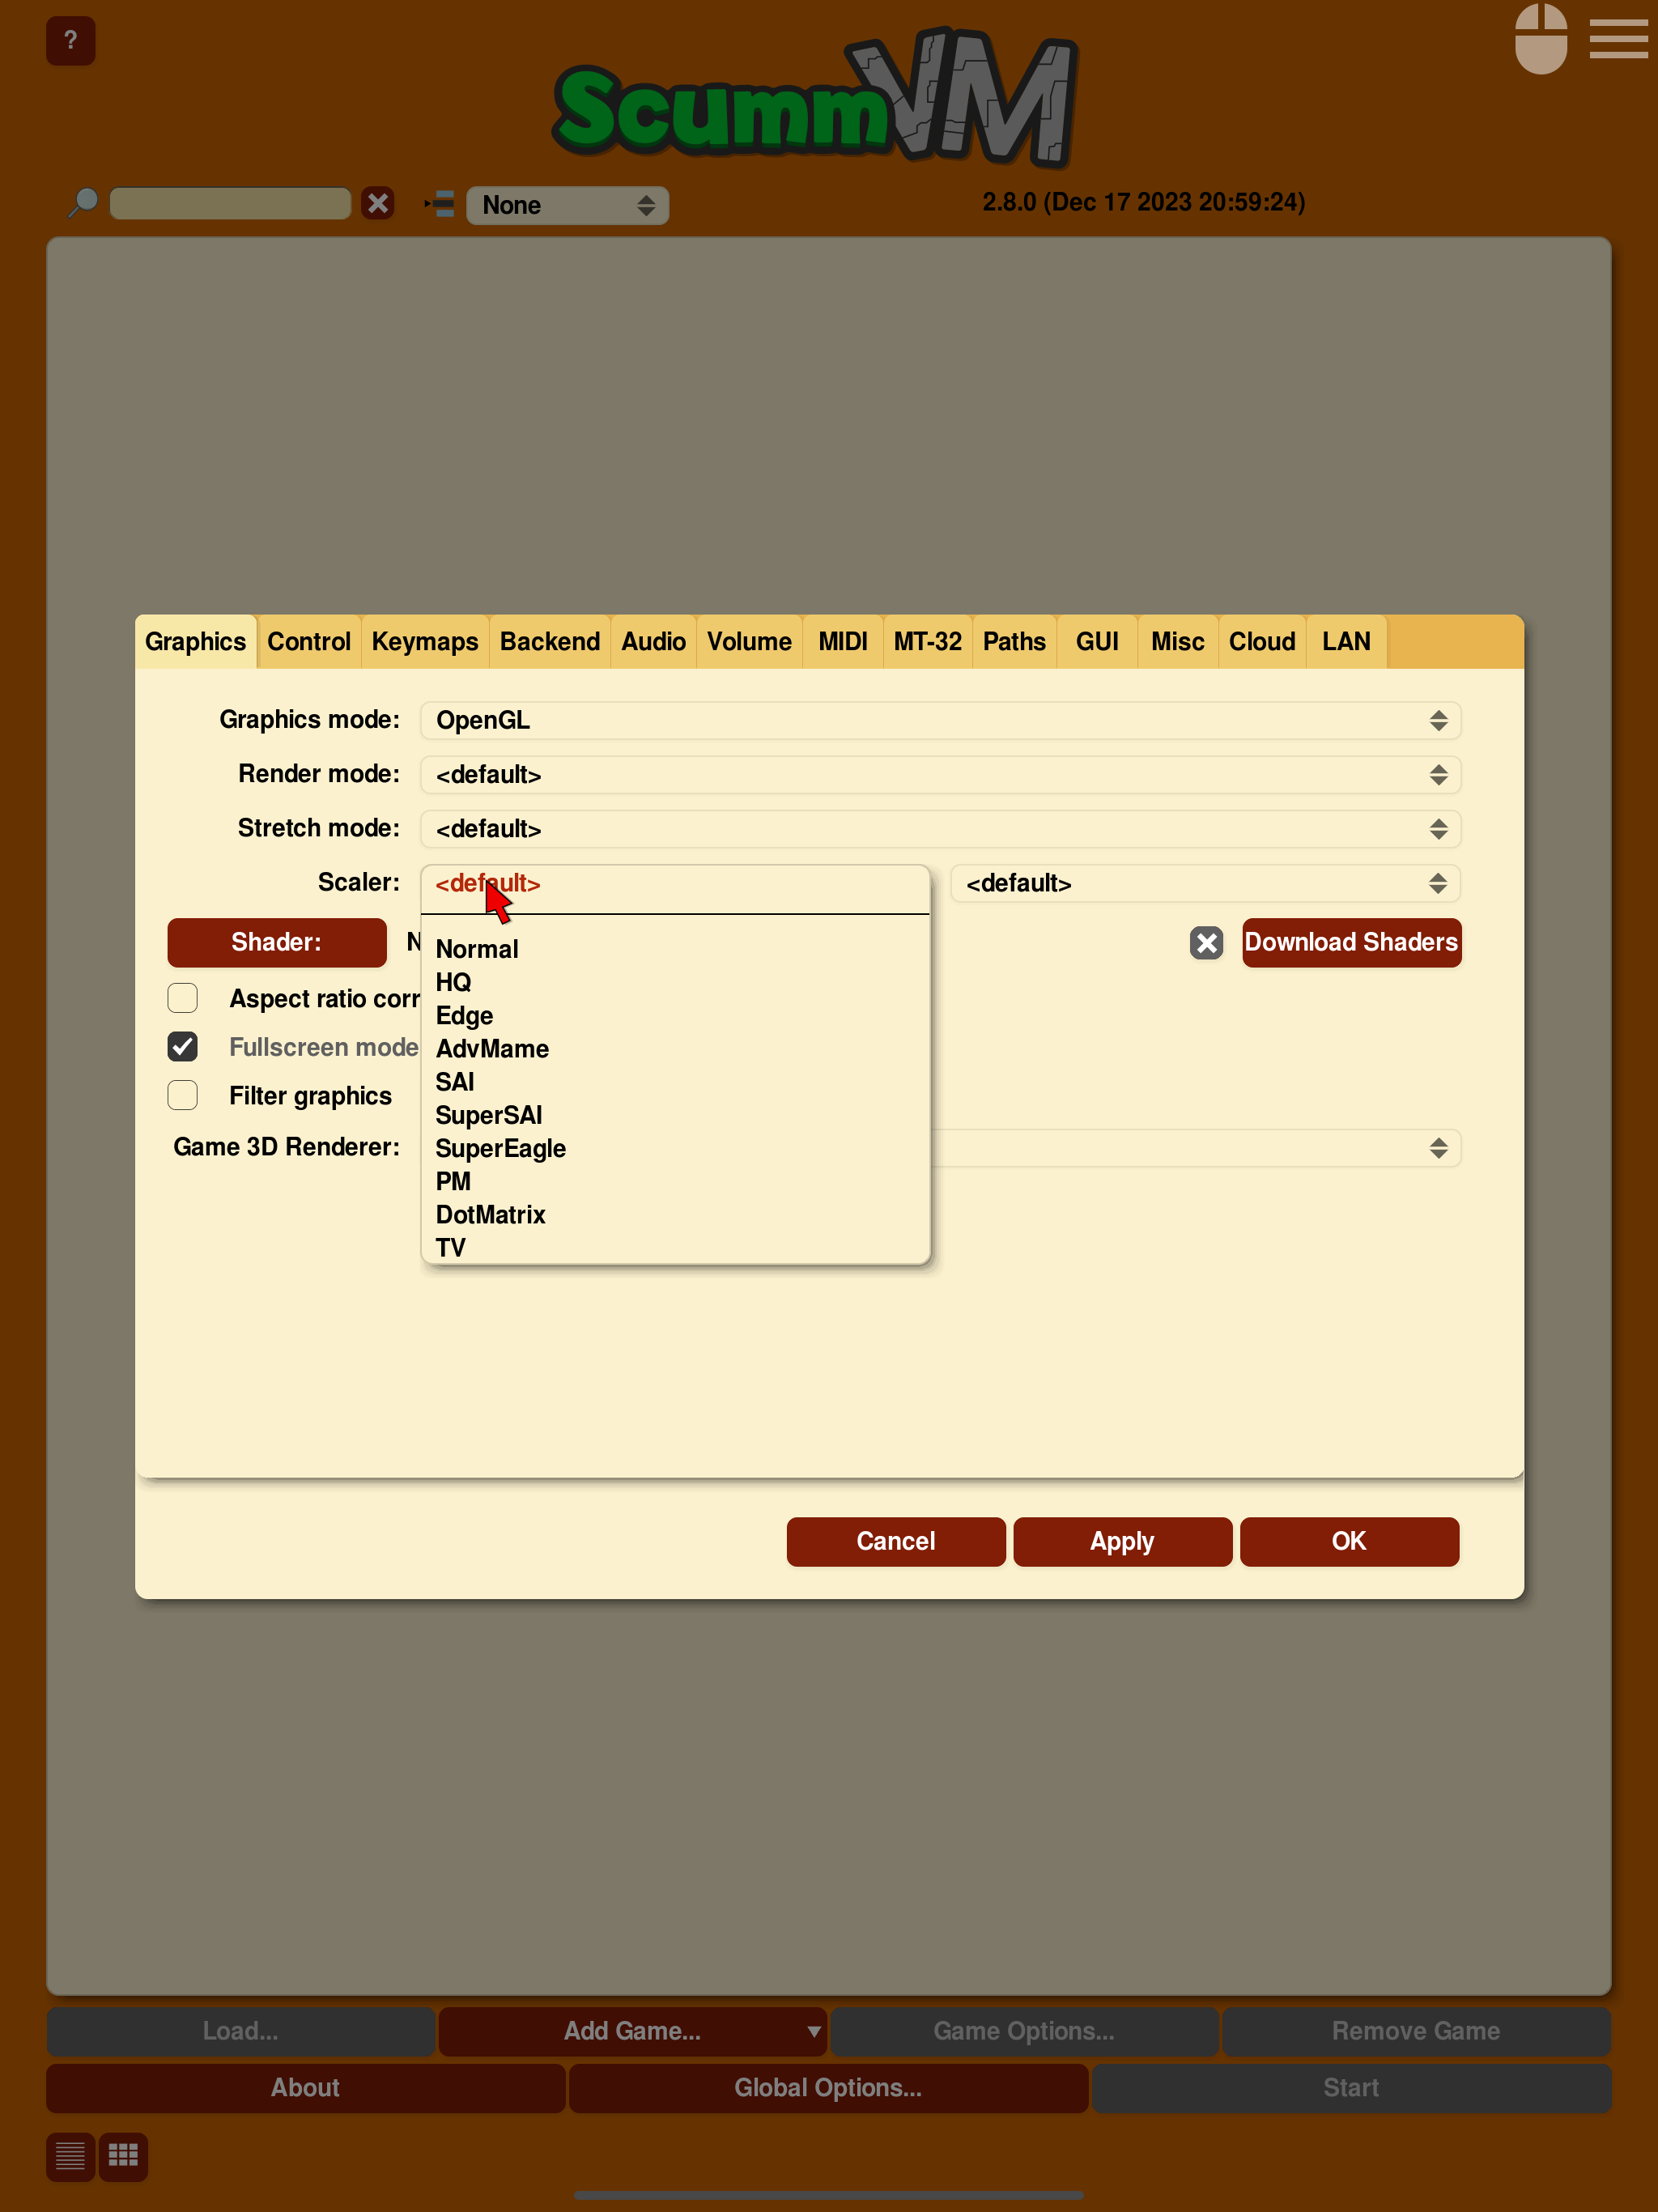 ?
ScummVM
None
2.8.0 (Dec 17 2023 20:59:24)
Graphics Control Keymaps Backend Audio Volume MIDI MT-32 Paths GUI Misc Cloud LAN
Graphics mode: OpenGL
Render mode: <default>
Stretch mode: <default>
Scaler: <default> <default>
Normal
HQ
Edge
AdvMame
SAI
SuperSAI
SuperEagle
PM
DotMatrix
TV
Shader: N Download Shaders
Aspect ratio corr
Fullscreen mode
Filter graphics
Game 3D Renderer:
Cancel Apply OK
Load... Add Game... Game Options... Remove Game
About Global Options... Start